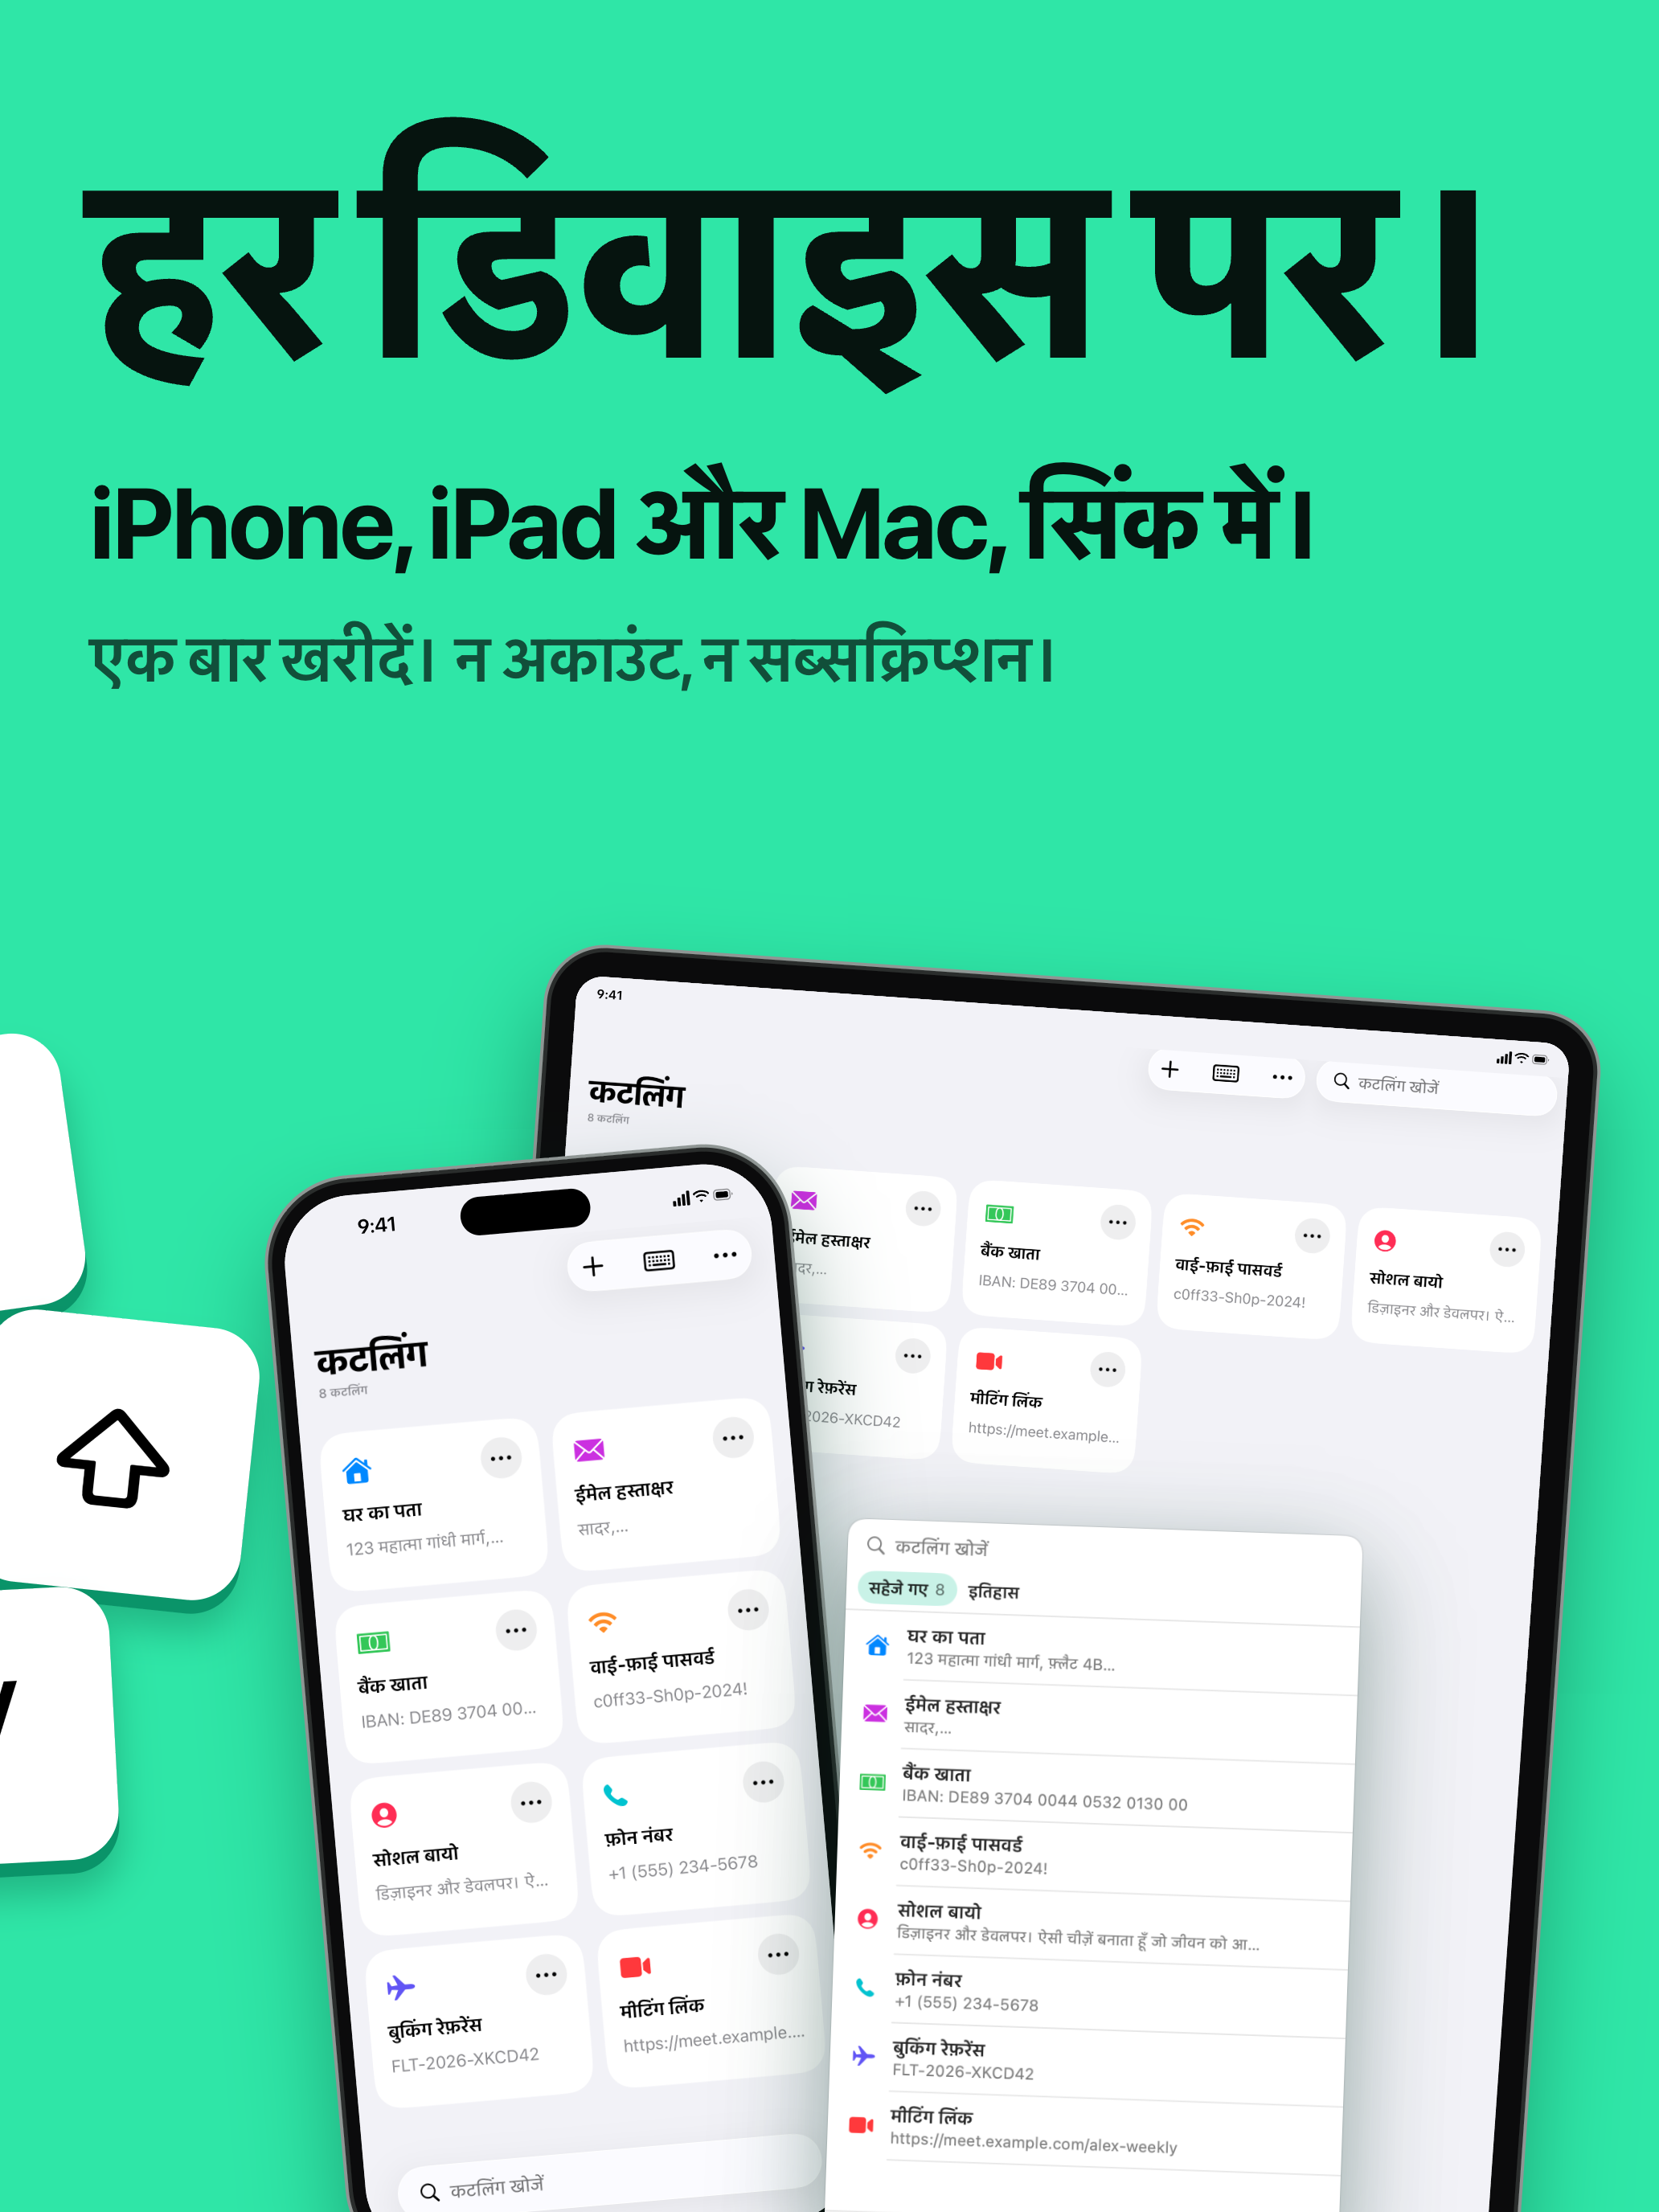 हर डिवाइस पर।
iPhone, iPad और Mac, सिंक में।
एक बार खरीदें। न अकाउंट, न सब्सक्रिप्शन।
9:41
कटलिंग
8 कटलिंग
कटलिंग खोजें
ईमेल हस्ताक्षर
सादर,...
बैंक खाता
IBAN: DE89 3704 00...
वाई-फ़ाई पासवर्ड
c0ff33-Sh0p-2024!
सोशल बायो
डिज़ाइनर और डेवलपर। ऐ...
रेफ़रेंस
2026-XKCD42
मीटिंग लिंक
https://meet.example...
9:41
कटलिंग
8 कटलिंग
घर का पता
123 महात्मा गांधी मार्ग,...
ईमेल हस्ताक्षर
सादर,...
बैंक खाता
IBAN: DE89 3704 00...
वाई-फ़ाई पासवर्ड
c0ff33-Sh0p-2024!
सोशल बायो
डिज़ाइनर और डेवलपर। ऐ...
फ़ोन नंबर
+1 (555) 234-5678
बुकिंग रेफ़रेंस
FLT-2026-XKCD42
मीटिंग लिंक
https://meet.example....
कटलिंग खोजें
कटलिंग खोजें
सहेजे गए 8 इतिहास
घर का पता
123 महात्मा गांधी मार्ग, फ़्लैट 4B...
ईमेल हस्ताक्षर
सादर,...
बैंक खाता
IBAN: DE89 3704 0044 0532 0130 00
वाई-फ़ाई पासवर्ड
c0ff33-Sh0p-2024!
सोशल बायो
डिज़ाइनर और डेवलपर। ऐसी चीज़ें बनाता हूँ जो जीवन को आ...
फ़ोन नंबर
+1 (555) 234-5678
बुकिंग रेफ़रेंस
FLT-2026-XKCD42
मीटिंग लिंक
https://meet.example.com/alex-weekly